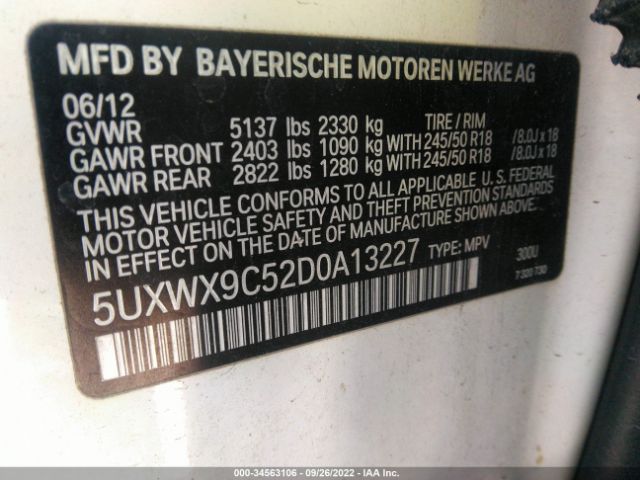 MFD BY BAYERISCHE MOTOREN WERKE AG
06/12 TIRE / RIM
GVWR 5137 lbs 2330 kg
GAWR FRONT 2403 lbs 1090 kg WITH 245/50 R18 /8.0J x 18
GAWR REAR 2822 lbs 1280 kg WITH 245/50 R18 /8.0J x 18
THIS VEHICLE CONFORMS TO ALL APPLICABLE U.S. FEDERAL
MOTOR VEHICLE SAFETY AND THEFT PREVENTION STANDARDS
IN EFFECT ON THE DATE OF MANUFACTURE SHOWN ABOVE.
5UXWX9C52D0A13227 TYPE: MPV 300U
7 320 730
000-34563106 - 09/26/2022 - IAA Inc.